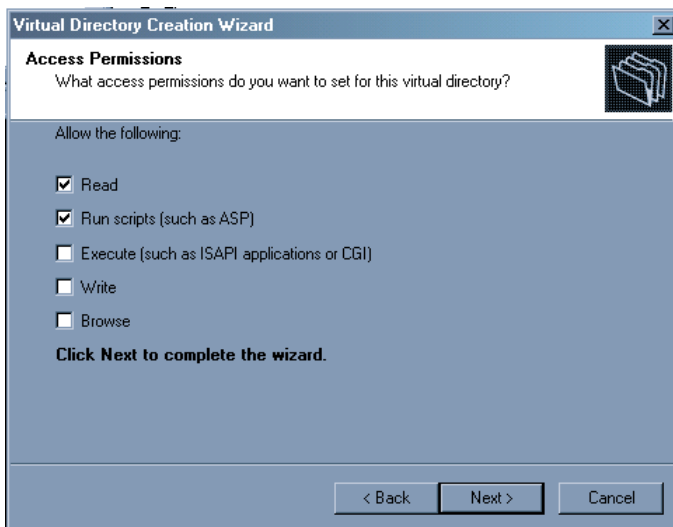 Virtual Directory Creation Wizard
Access Permissions
What access permissions do you want to set for this virtual directory?
Allow the following:
Read
Run scripts (such as ASP)
Execute (such as ISAPI applications or CGI)
Write
Browse
Click Next to complete the wizard.
< Back Next > Cancel